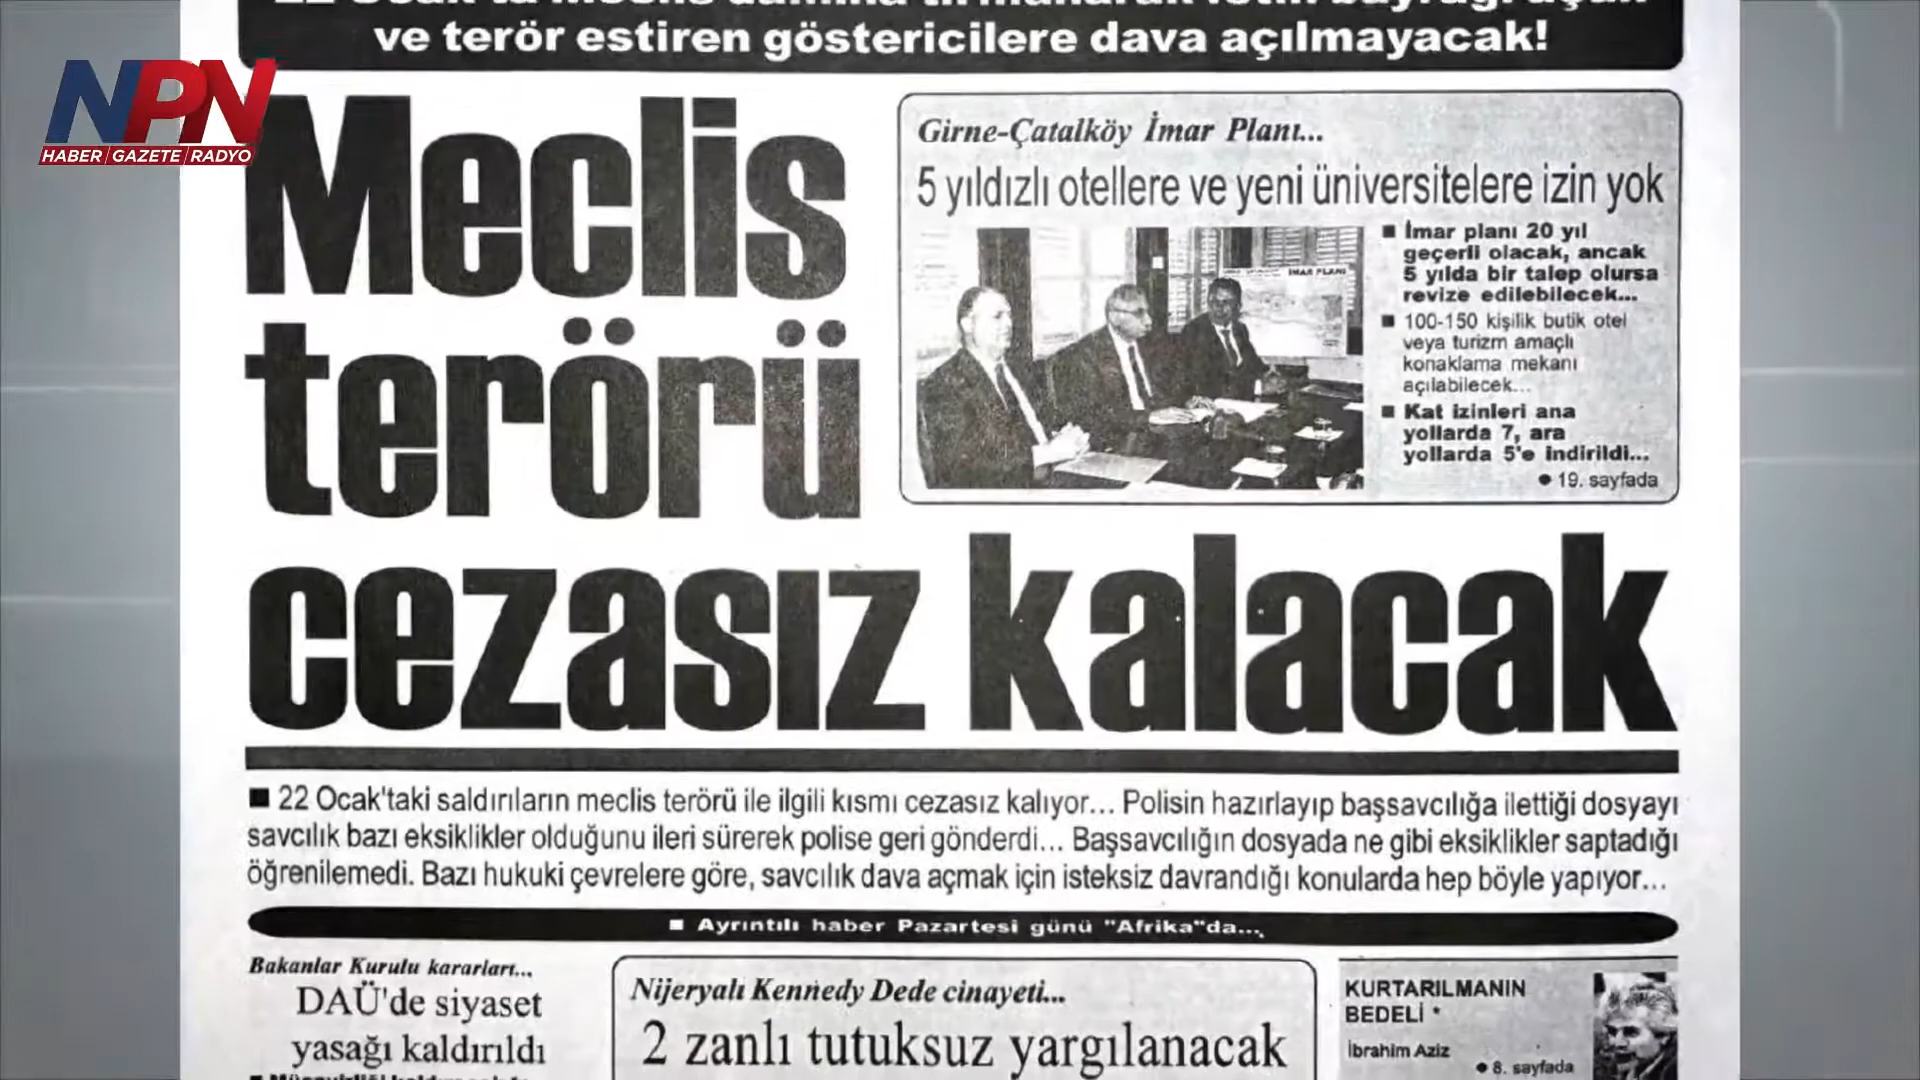 ve terör estiren göstericilere dava açılmayacak!
NPN
HABER GAZETE RADYO
Meclis
terörü
cezasız kalacak
Girne-Çatalköy İmar Planı...
5 yıldızlı otellere ve yeni üniversitelere izin yok
İMAR PLANI
■ İmar planı 20 yıl
geçerli olacak, ancak
5 yılda bir talep olursa
revize edilebilecek...
■ 100-150 kişilik butik otel
veya turizm amaçlı
konaklama mekanı
açılabilecek...
■ Kat izinleri ana
yollarda 7, ara
yollarda 5'e indirildi...
● 19. sayfada
■ 22 Ocak'taki saldırıların meclis terörü ile ilgili kısmı cezasız kalıyor... Polisin hazırlayıp başsavcılığa ilettiği dosyayı
savcılık bazı eksiklikler olduğunu ileri sürerek polise geri gönderdi... Başsavcılığın dosyada ne gibi eksiklikler saptadığı
öğrenilemedi. Bazı hukuki çevrelere göre, savcılık dava açmak için isteksiz davrandığı konularda hep böyle yapıyor...
■ Ayrıntılı haber Pazartesi günü "Afrika"da...
Bakanlar Kurulu kararları...
DAÜ'de siyaset
yasağı kaldırıldı
Nijeryalı Kennedy Dede cinayeti...
2 zanlı tutuksuz yargılanacak
KURTARILMANIN
BEDELİ *
İbrahim Aziz
● 8. sayfada